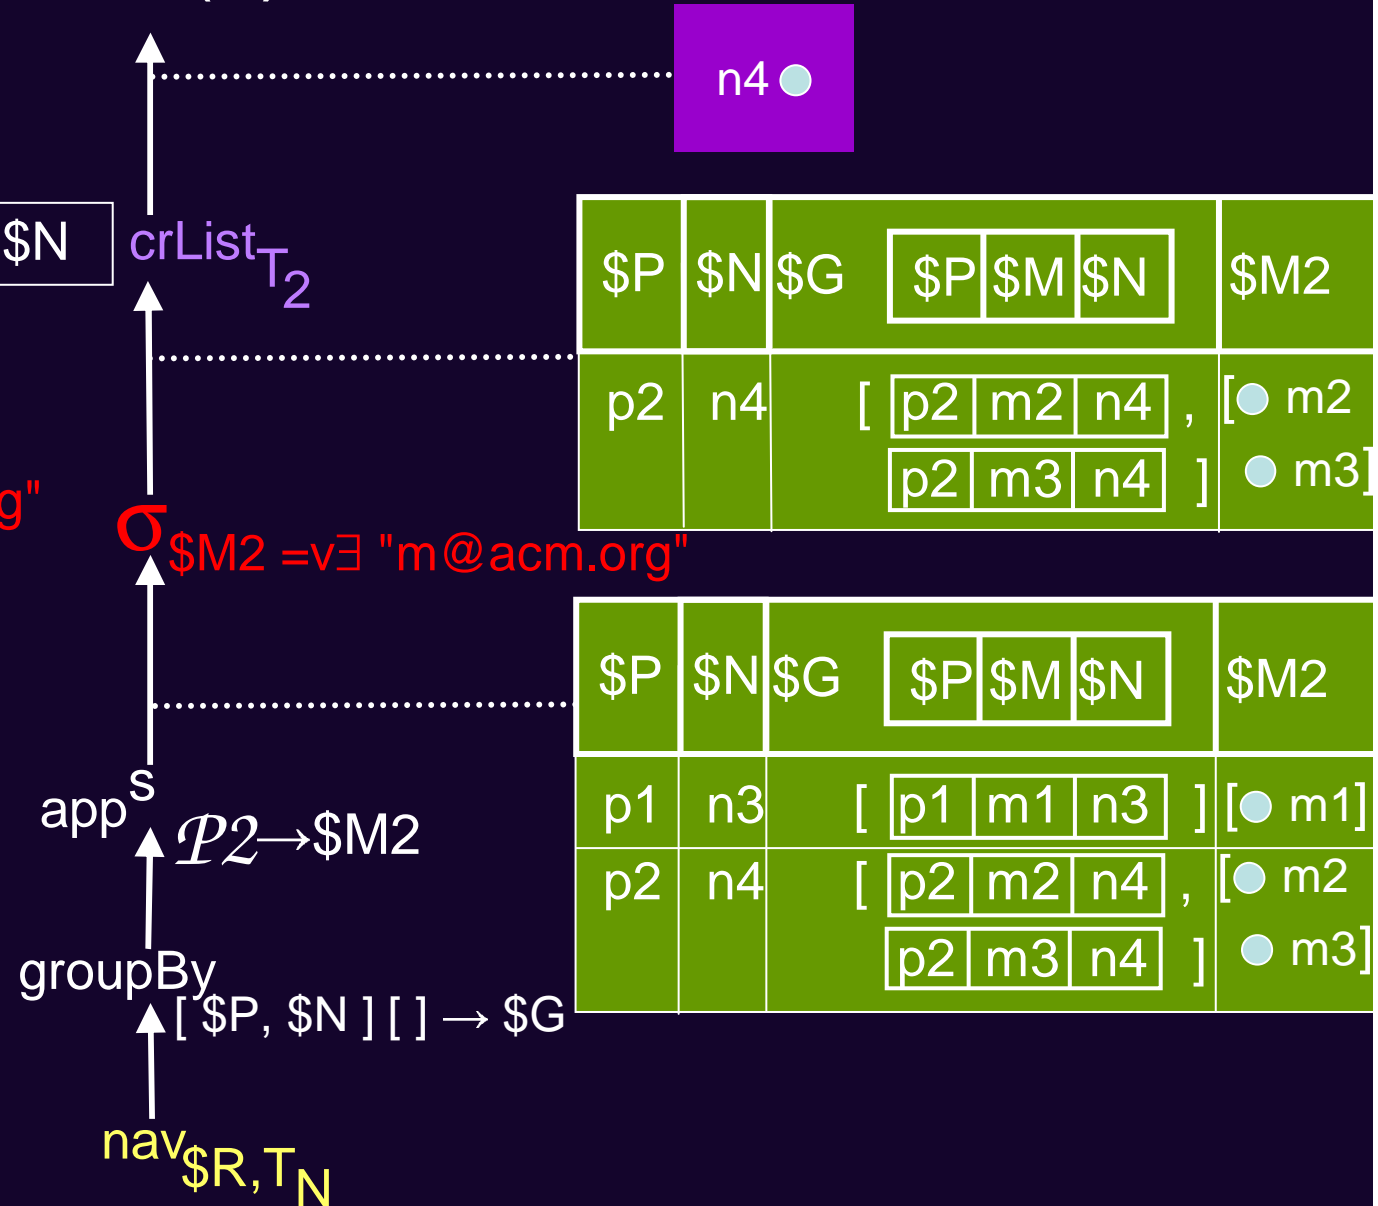 n4
$N
crListT2
$P $N $G $P $M $N $M2
p2 n4 [ p2 m2 n4 , [ m2
p2 m3 n4 ] m3]
g"
σ$M2 =v∃ "m@acm.org"
$P $N $G $P $M $N $M2
p1 n3 [ p1 m1 n3 ] [ m1]
p2 n4 [ p2 m2 n4 , [ m2
p2 m3 n4 ] m3]
apps
𝒫2→$M2
groupBy
[ $P, $N ] [ ] → $G
nav$R,TN